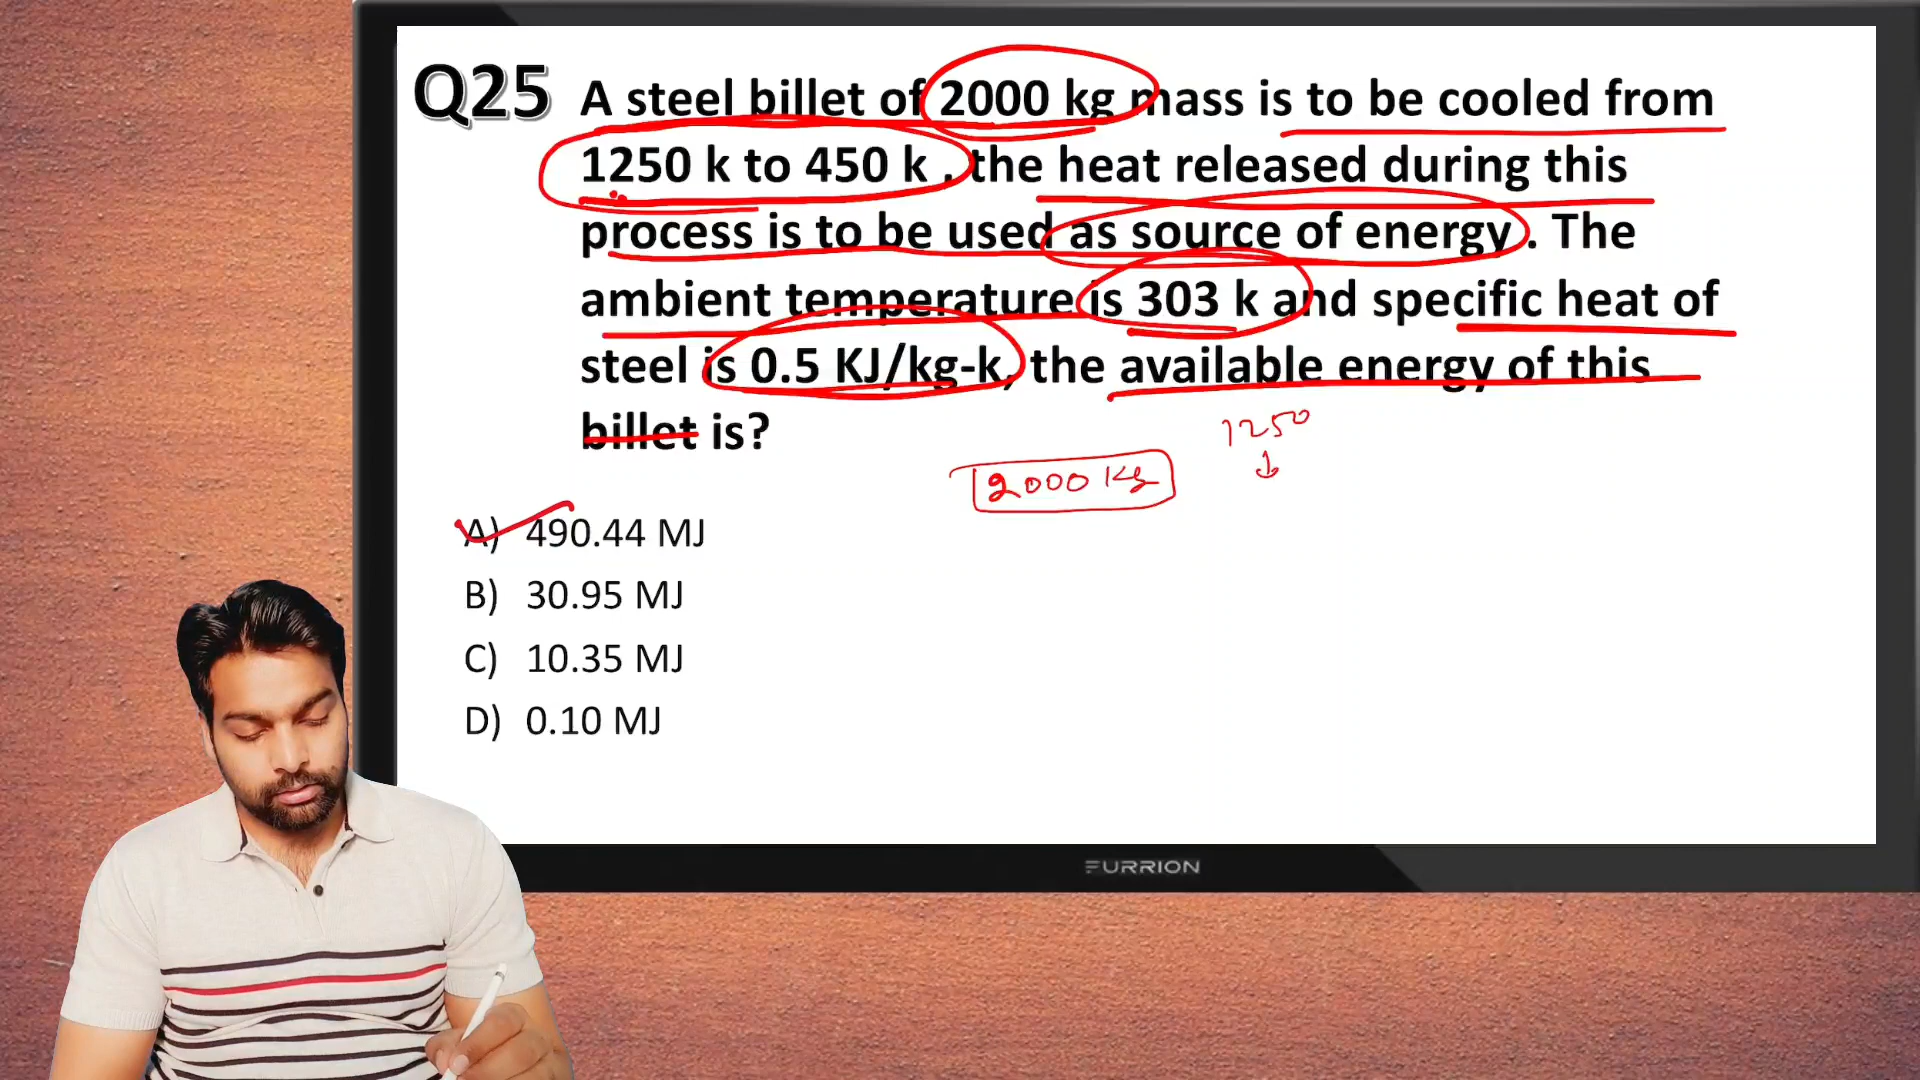 Q25 A steel billet of 2000 kg mass is to be cooled from
1250 k to 450 k . the heat released during this
process is to be used as source of energy . The
ambient temperature is 303 k and specific heat of
steel is 0.5 KJ/kg-k, the available energy of this
billet is?
1250
2000 Kg
A) 490.44 MJ
B) 30.95 MJ
C) 10.35 MJ
D) 0.10 MJ
FURRION